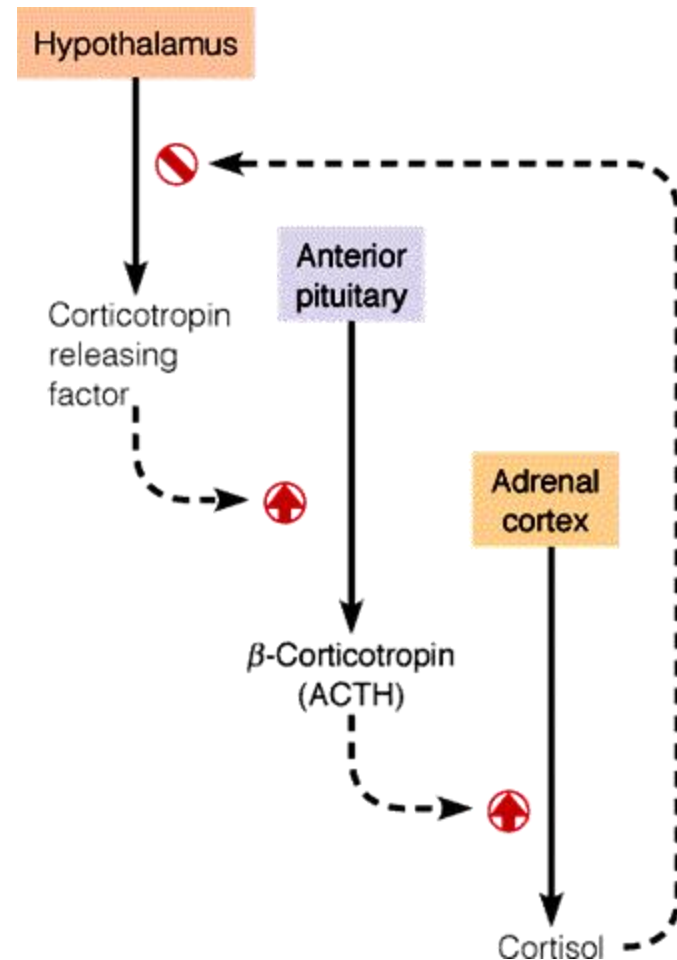 Hypothalamus
Anterior
pituitary
Corticotropin
releasing
factor
Adrenal
cortex
β-Corticotropin
(ACTH)
Cortisol